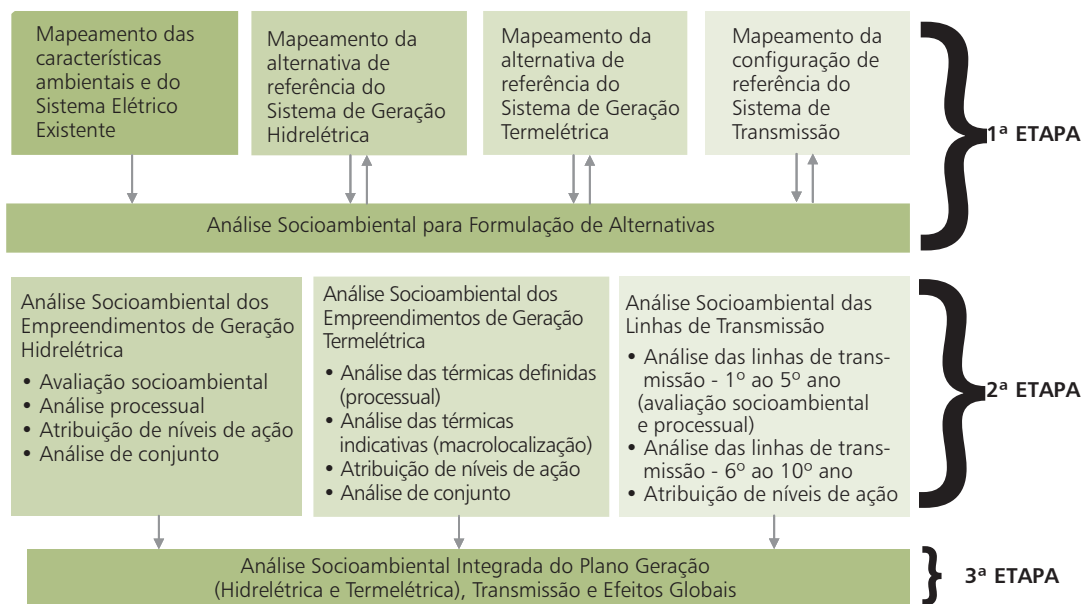 Mapeamento das
características
ambientais e do
Sistema Elétrico
Existente
Mapeamento da
alternativa de
referência do
Sistema de Geração
Hidrelétrica
Mapeamento da
alternativa de
referência do
Sistema de Geração
Termelétrica
Mapeamento da
configuração de
referência do
Sistema de
Transmissão
1ª ETAPA
Análise Socioambiental para Formulação de Alternativas
Análise Socioambiental dos
Empreendimentos de Geração
Hidrelétrica
• Avaliação socioambiental
• Análise processual
• Atribuição de níveis de ação
• Análise de conjunto
Análise Socioambiental dos
Empreendimentos de Geração
Termelétrica
• Análise das térmicas definidas
(processual)
• Análise das térmicas
indicativas (macrolocalização)
• Atribuição de níveis de ação
• Análise de conjunto
Análise Socioambiental das
Linhas de Transmissão
• Análise das linhas de trans-
missão - 1º ao 5º ano
(avaliação socioambiental
e processual)
• Análise das linhas de trans-
missão - 6º ao 10º ano
• Atribuição de níveis de ação
2ª ETAPA
Análise Socioambiental Integrada do Plano Geração
(Hidrelétrica e Termelétrica), Transmissão e Efeitos Globais
3ª ETAPA